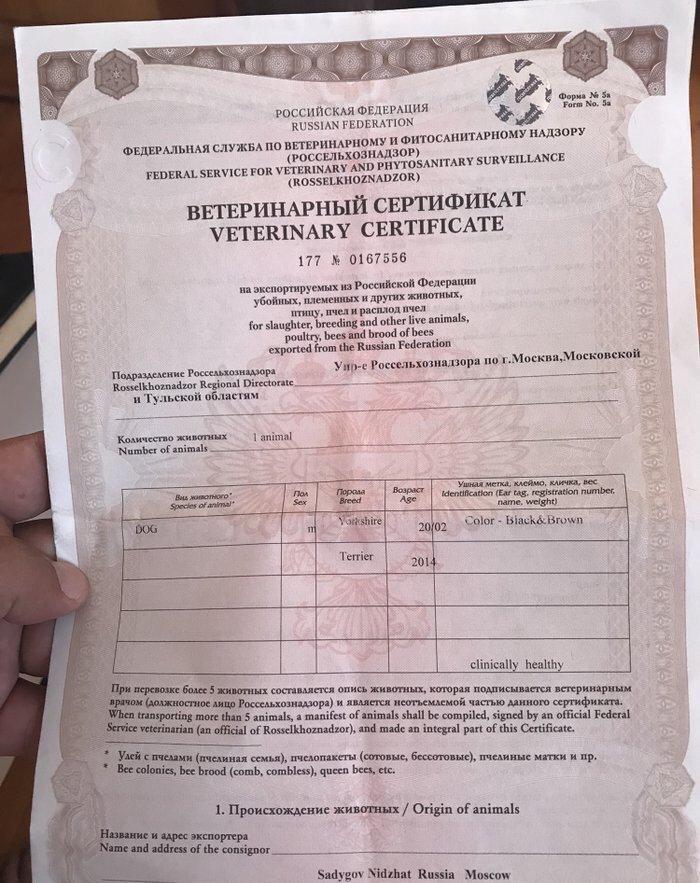 Форма № 5а
Form No. 5a
РОССИЙСКАЯ ФЕДЕРАЦИЯ
RUSSIAN FEDERATION
ФЕДЕРАЛЬНАЯ СЛУЖБА ПО ВЕТЕРИНАРНОМУ И ФИТОСАНИТАРНОМУ НАДЗОРУ
(РОССЕЛЬХОЗНАДЗОР)
FEDERAL SERVICE FOR VETERINARY AND PHYTOSANITARY SURVEILLANCE
(ROSSELKHOZNADZOR)
ВЕТЕРИНАРНЫЙ СЕРТИФИКАТ
VETERINARY CERTIFICATE
177 № 0167556
на экспортируемых из Российской Федерации
убойных, племенных и других животных,
птицу, пчел и расплод пчел
for slaughter, breeding and other live animals,
poultry, bees and brood of bees
exported from the Russian Federation
Подразделение Россельхознадзора Упр-е Россельхознадзора по г.Москва,Московской
Rosselkhoznadzor Regional Directorate
и Тульской областям
Количество животных 1 animal
Number of animals
Вид животного* Пол Порода Возраст Ушная метка, клеймо, кличка, вес
Species of animal* Sex Breed Age Identification (Ear tag, registration number,
name, weight)
DOG m Yorkshire 20/02 Color - Black&Brown
Terrier 2014
clinically healthy
При перевозке более 5 животных составляется опись животных, которая подписывается ветеринарным
врачом (должностное лицо Россельхознадзора) и является неотъемлемой частью данного сертификата.
When transporting more than 5 animals, a manifest of animals shall be compiled, signed by an official Federal
Service veterinarian (an official of Rosselkhoznadzor), and made an integral part of this Certificate.
* Улей с пчелами (пчелиная семья), пчелопакеты (сотовые, бессотовые), пчелиные матки и пр.
* Bee colonies, bee brood (comb, combless), queen bees, etc.
1. Происхождение животных / Origin of animals
Название и адрес экспортера
Name and address of the consignor
Sadygov Nidzhat Russia Moscow